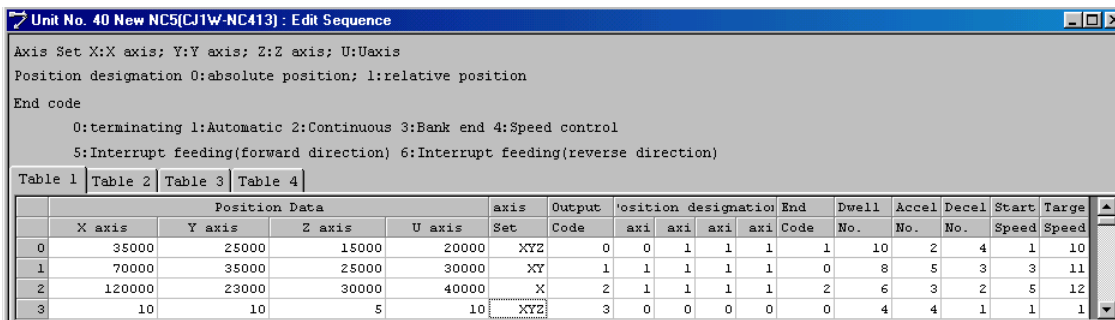 Unit No. 40 New NC5(CJ1W-NC413) : Edit Sequence
Axis Set X:X axis; Y:Y axis; Z:Z axis; U:Uaxis
Position designation 0:absolute position; 1:relative position
End code
0:terminating 1:Automatic 2:Continuous 3:Bank end 4:Speed control
5:Interrupt feeding(forward direction) 6:Interrupt feeding(reverse direction)
Table 1 Table 2 Table 3 Table 4
Position Data axis Output osition designation End Dwell Accel Decel Start Targe
X axis Y axis Z axis U axis Set Code axi axi axi axi Code No. No. No. Speed Speed
0 35000 25000 15000 20000 XYZ 0 0 1 1 1 1 10 2 4 1 10
1 70000 35000 25000 30000 XY 1 1 1 1 1 0 8 5 3 3 11
2 120000 23000 30000 40000 X 2 1 1 1 1 2 6 3 2 5 12
3 10 10 5 10 XYZ 3 0 0 0 0 0 4 4 1 1 1